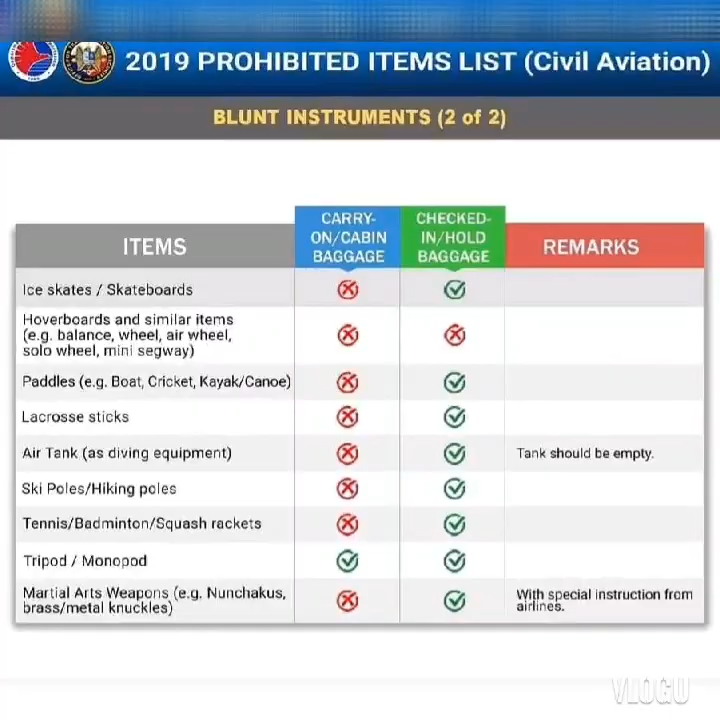 2019 PROHIBITED ITEMS LIST (Civil Aviation)
BLUNT INSTRUMENTS (2 of 2)
ITEMS
CARRY-
ON/CABIN
BAGGAGE
CHECKED-
IN/HOLD
BAGGAGE
REMARKS
Ice skates / Skateboards
Hoverboards and similar items
(e.g. balance, wheel, air wheel,
solo wheel, mini segway)
Paddles (e.g. Boat, Cricket, Kayak/Canoe)
Lacrosse sticks
Air Tank (as diving equipment)
Tank should be empty.
Ski Poles/Hiking poles
Tennis/Badminton/Squash rackets
Tripod / Monopod
Martial Arts Weapons (e.g. Nunchakus,
brass/metal knuckles)
With special instruction from
airlines.
VLOGU